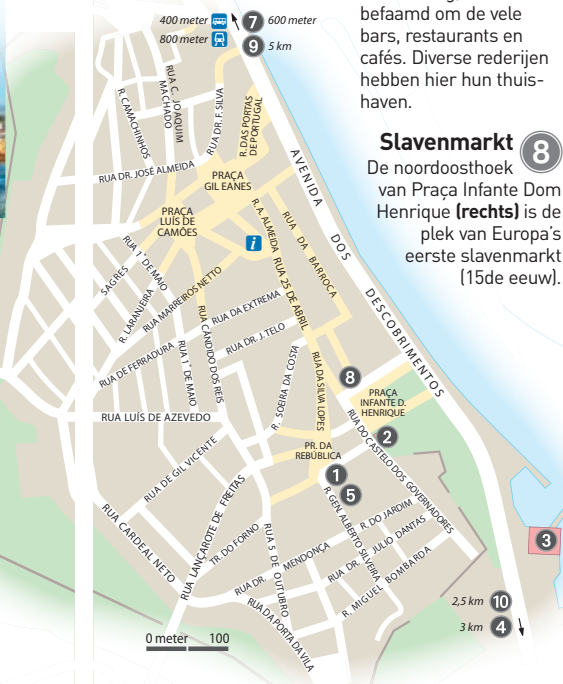 befaamd om de vele
bars, restaurants en
cafés. Diverse rederijen
hebben hier hun thuis-
haven.
Slavenmarkt 8
De noordoosthoek
van Praça Infante Dom
Henrique (rechts) is de
plek van Europa's
eerste slavenmarkt
(15de eeuw).
400 meter
7 600 meter
800 meter
9 5 km
R. CAMACHINHOS
RUA C. JOAQUIM
MACHADO
RUA DR. F. SILVA
R. DAS PORTAS
DE PORTUGAL
RUA DR. JOSÉ ALMEIDA
PRAÇA
GIL EANES
AVENIDA DOS DESCOBRIMENTOS
PRAÇA
LUÍS DE
CAMÕES
R. A. ALMEIDA
RUA DA BARROCA
i
RUA 1° DE MAIO
SAGRES
R. LARANJEIRA
RUA MARREIROS NETTO
RUA 25 DE ABRIL
RUA DA EXTREMA
RUA CÂNDIDO DOS REIS
RUA DR. J. TELO
RUA DE FERRADURA
RUA 1° DE MAIO
R. SOEIRA DA COSTA
RUA DA SILVA LOPES
8
PRAÇA
INFANTE D.
HENRIQUE
RUA LUÍS DE AZEVEDO
2
RUA DO CASTELO DOS GOVERNADORES
PR. DA
REBÚBLICA
RUA DE GIL VICENTE
1
5
RUA LANÇAROTE DE FREITAS
RUA CARDEAL NETO
R. GEN. ALBERTO SILVEIRA
R. DO JARDIM
TR. DO FORNO
RUA 5 DE OUTUBRO
RUA DR. MENDONÇA
RUA DR. JULIO DANTAS
3
R. MIGUEL BOMBARDA
RUA DA PORTA DA VILA
2,5 km 10
3 km 4
0 meter 100